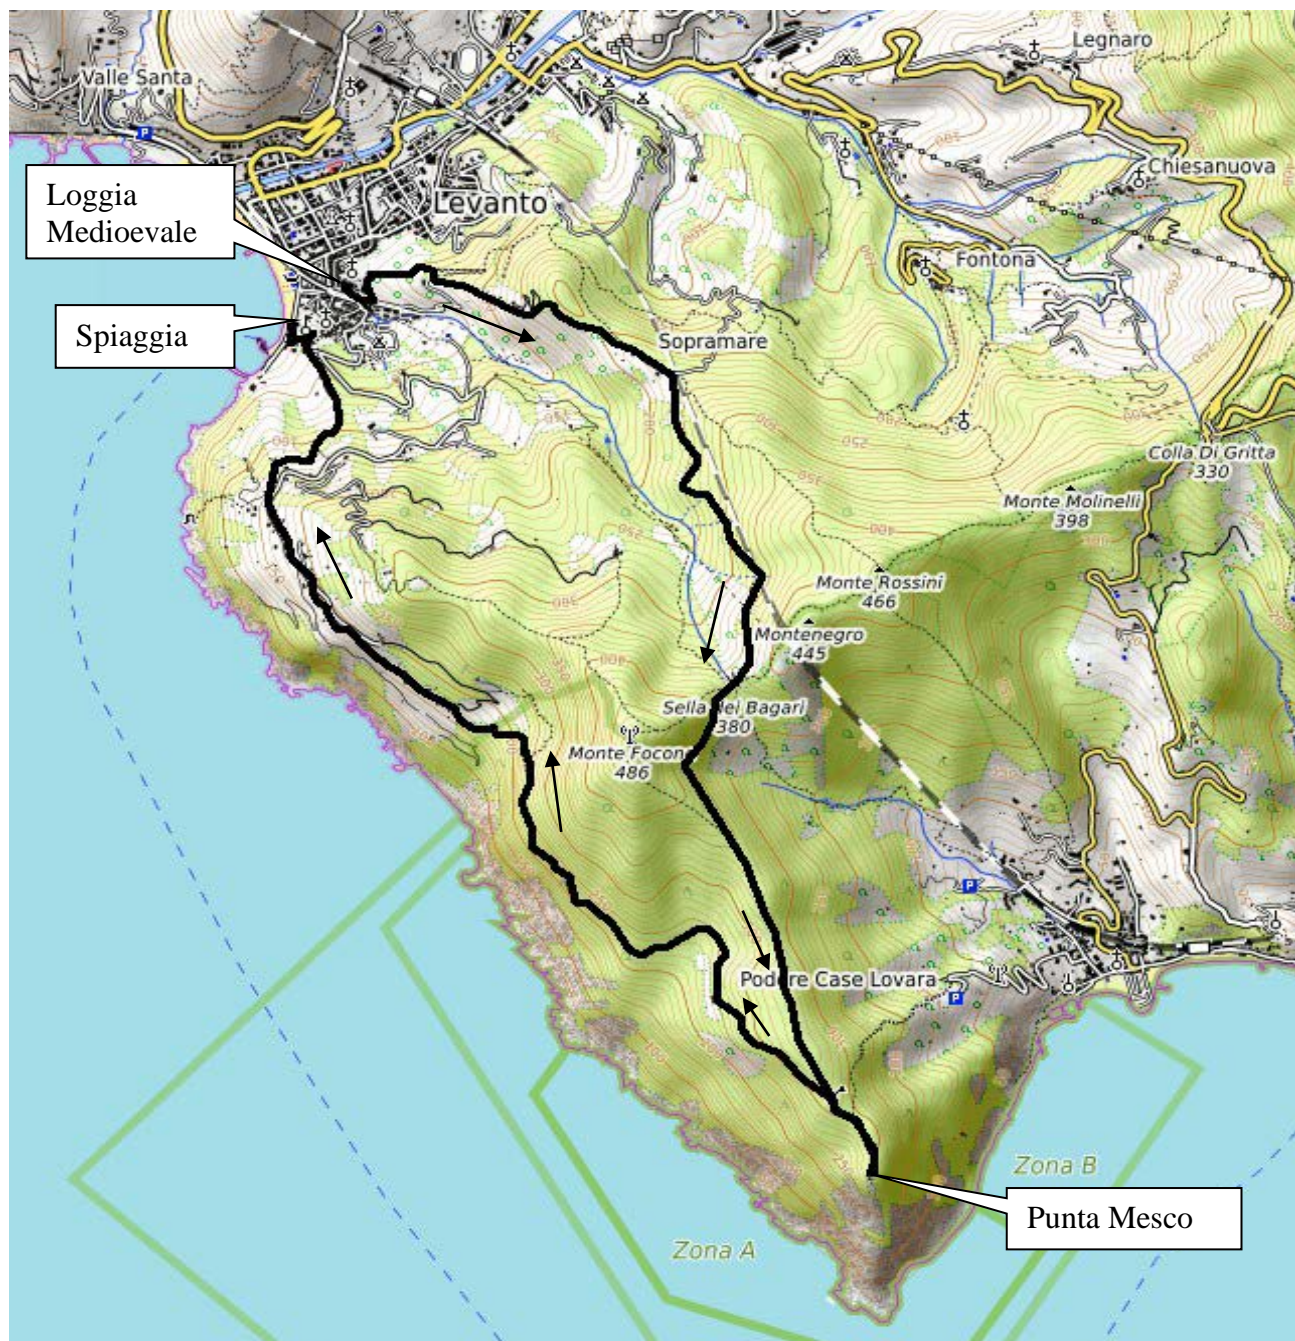 Legnaro
Valle Santa
P
Chiesanuova
Loggia
Medioevale
Levanto
Fontona
Spiaggia
Sopramare
Colla Di Gritta
330
Monte Molinelli
398
Monte Rossini
466
Montenegro
445
Sella dei Bagari
380
Monte Focone
486
P
Podere Case Lovara
P
Zona B
Punta Mesco
Zona A